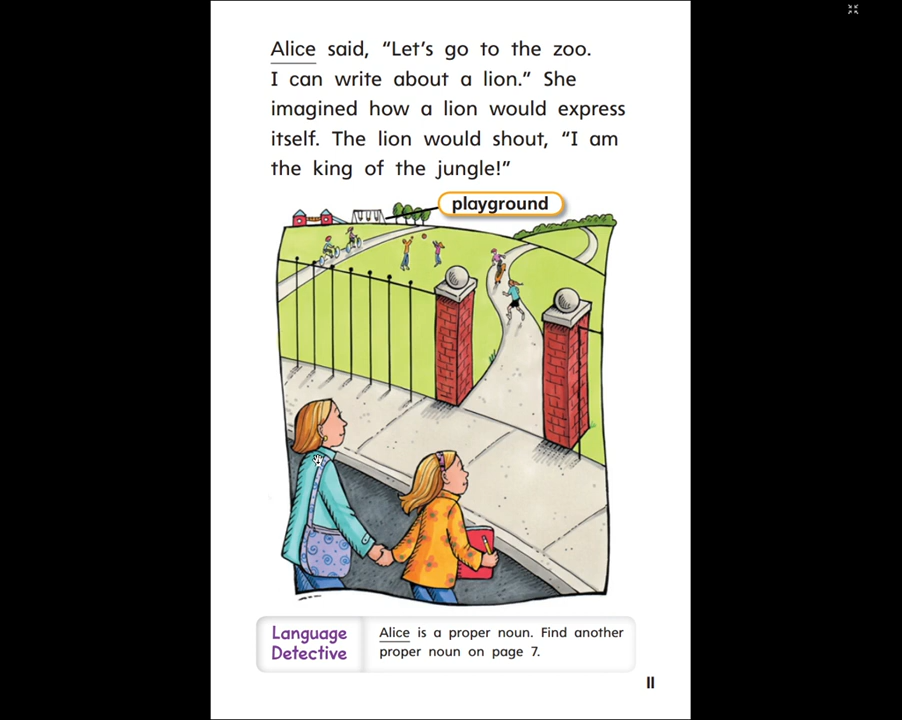 Alice said, “Let’s go to the zoo.
I can write about a lion.” She
imagined how a lion would express
itself. The lion would shout, “I am
the king of the jungle!”
playground
Language
Detective
Alice is a proper noun. Find another
proper noun on page 7.
11